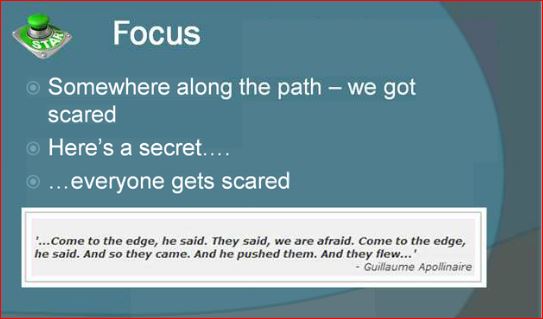 START
Focus
Somewhere along the path – we got
scared
Here's a secret….
…everyone gets scared
'...Come to the edge, he said. They said, we are afraid. Come to the edge,
he said. And so they came. And he pushed them. And they flew...'
- Guillaume Apollinaire